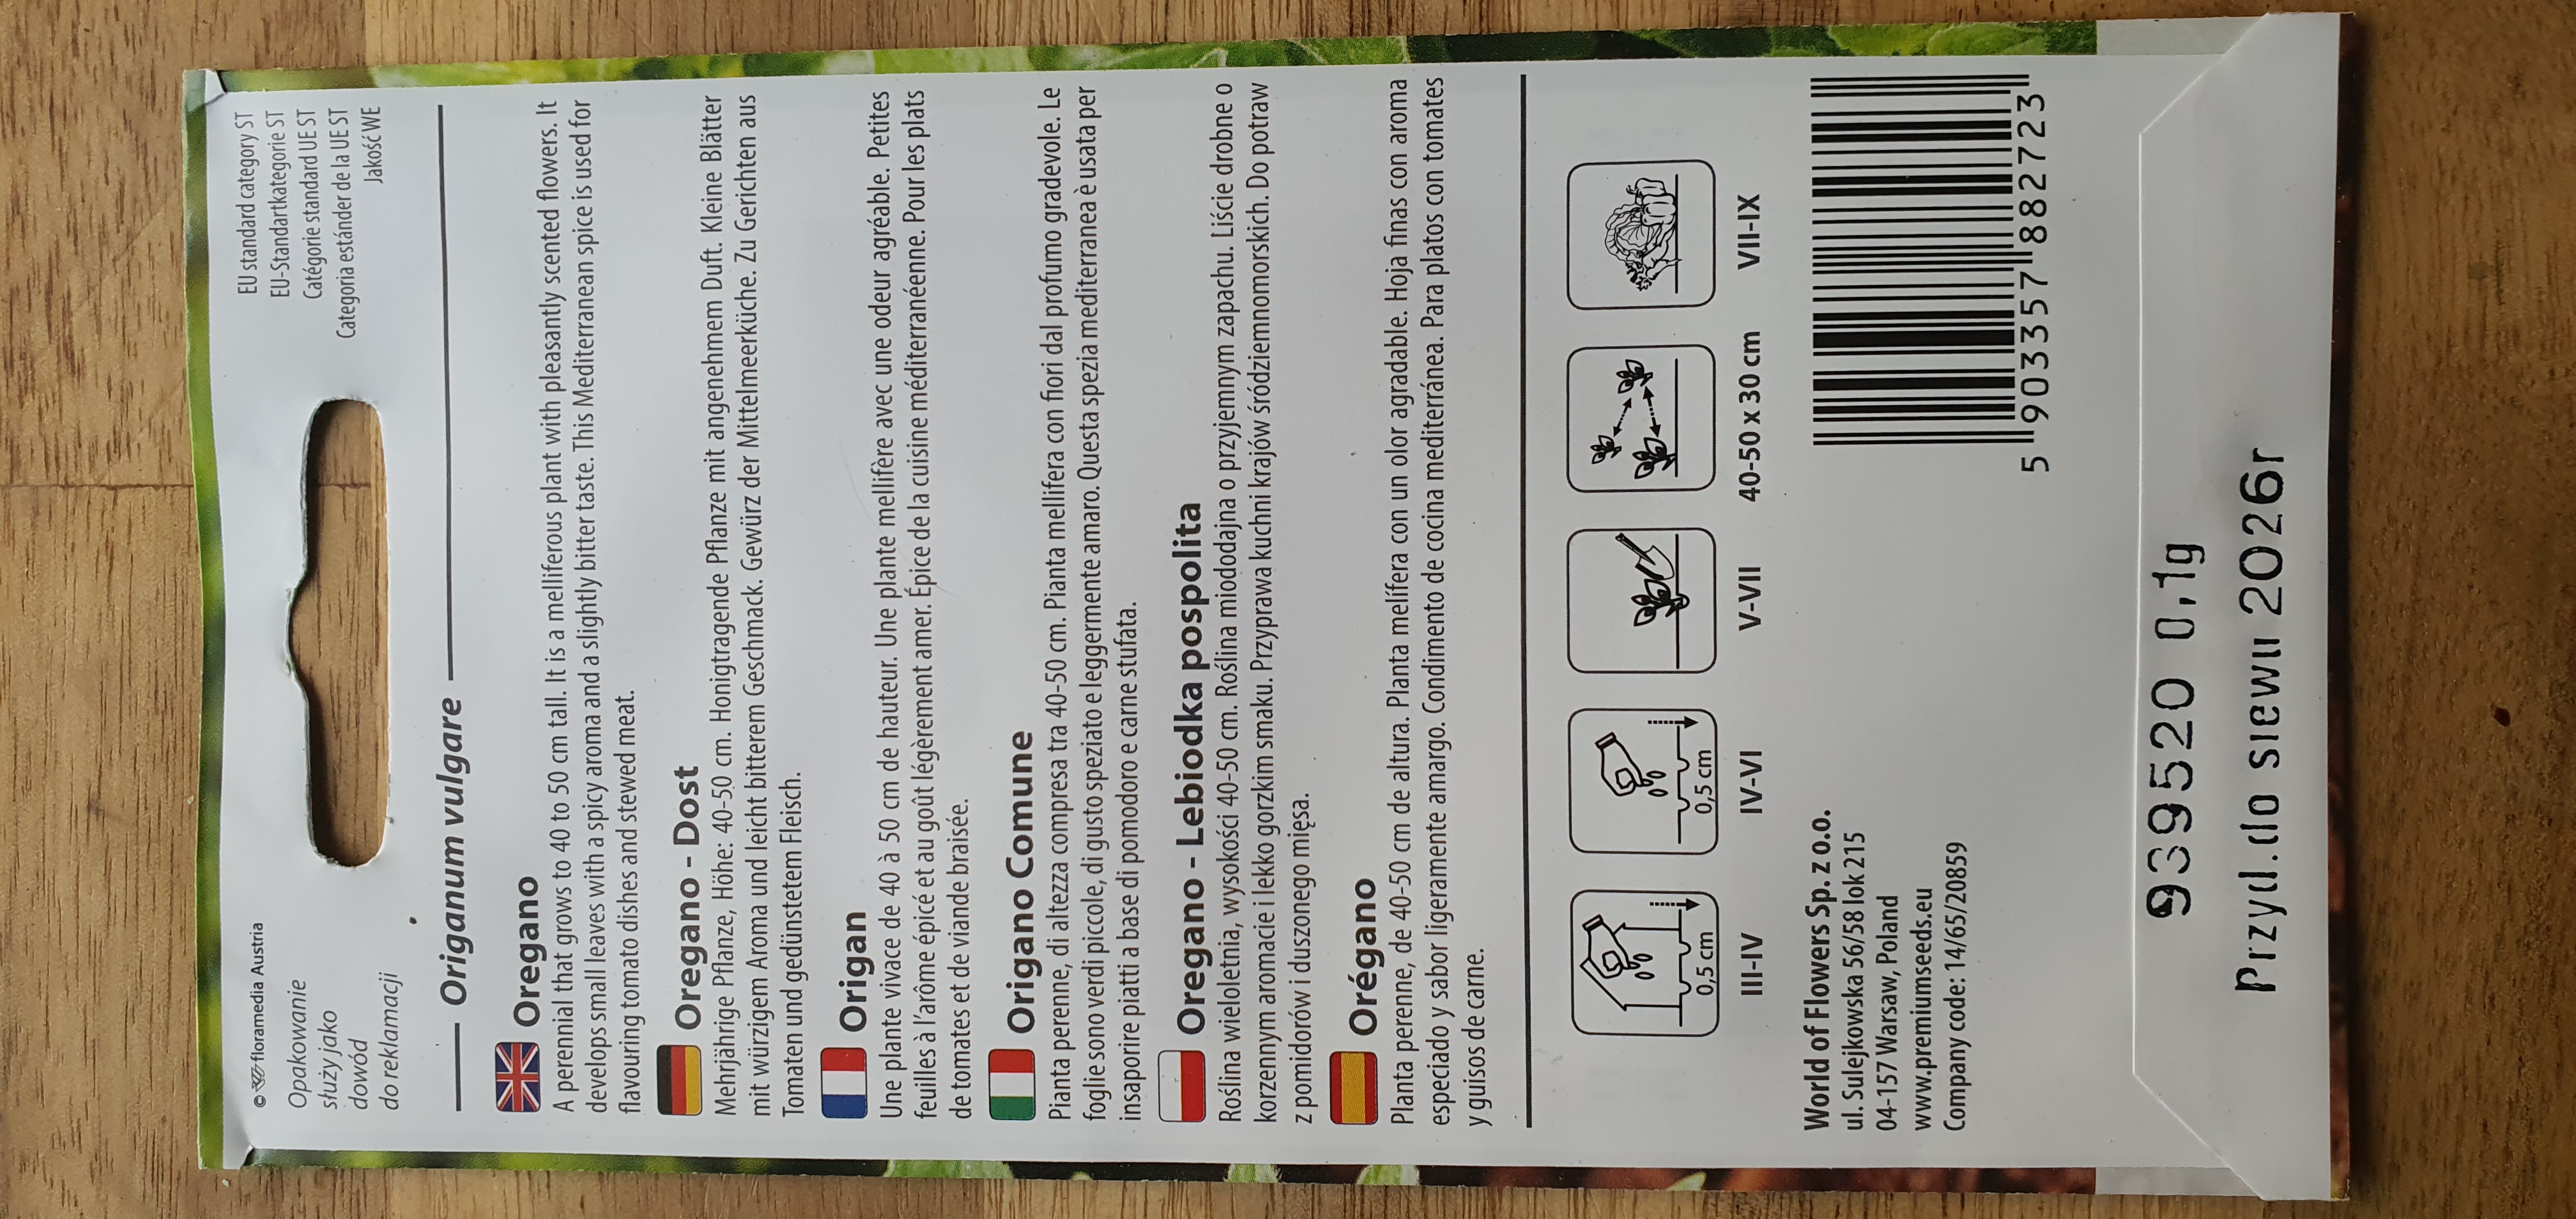 © floramedia Austria
Opakowanie
służy jako
dowód
do reklamacji
EU standard category ST
EU-Standartkategorie ST
Catégorie standard UE ST
Categoria estánder de la UE ST
Jakość WE
Origanum vulgare
Oregano
A perennial that grows to 40 to 50 cm tall. It is a melliferous plant with pleasantly scented flowers. It
develops small leaves with a spicy aroma and a slightly bitter taste. This Mediterranean spice is used for
flavouring tomato dishes and stewed meat.
Oregano - Dost
Mehrjährige Pflanze, Höhe: 40-50 cm. Honigtragende Pflanze mit angenehmem Duft. Kleine Blätter
mit würzigem Aroma und leicht bitterem Geschmack. Gewürz der Mittelmeerküche. Zu Gerichten aus
Tomaten und gedünstetem Fleisch.
Origan
Une plante vivace de 40 à 50 cm de hauteur. Une plante mellifère avec une odeur agréable. Petites
feuilles à l'arôme épicé et au goût légèrement amer. Épice de la cuisine méditerranéenne. Pour les plats
de tomates et de viande braisée.
Origano Comune
Pianta perenne, di altezza compresa tra 40-50 cm. Pianta mellifera con fiori dal profumo gradevole. Le
foglie sono verdi piccole, di gusto speziato e leggermente amaro. Questa spezia mediterranea è usata per
insaporire piatti a base di pomodoro e carne stufata.
Oregano - Lebiodka pospolita
Roślina wieloletnia, wysokości 40-50 cm. Roślina miododajna o przyjemnym zapachu. Liście drobne o
korzennym aromacie i lekko gorzkim smaku. Przyprawa kuchni krajów śródziemnomorskich. Do potraw
z pomidorów i duszonego mięsa.
Orégano
Planta perenne, de 40-50 cm de altura. Planta melífera con un olor agradable. Hoja finas con aroma
especiado y sabor ligeramente amargo. Condimento de cocina mediterránea. Para platos con tomates
y guisos de carne.
0,5 cm
0,5 cm
III-IV
IV-VI
V-VII
40-50 x 30 cm
VII-IX
World of Flowers Sp. z o.o.
ul. Sulejkowska 56/58 lok 215
04-157 Warsaw, Poland
www.premiumseeds.eu
Company code: 14/65/20859
5 903357 882723
939520 0,1g
Przyd.do siewu 2026r